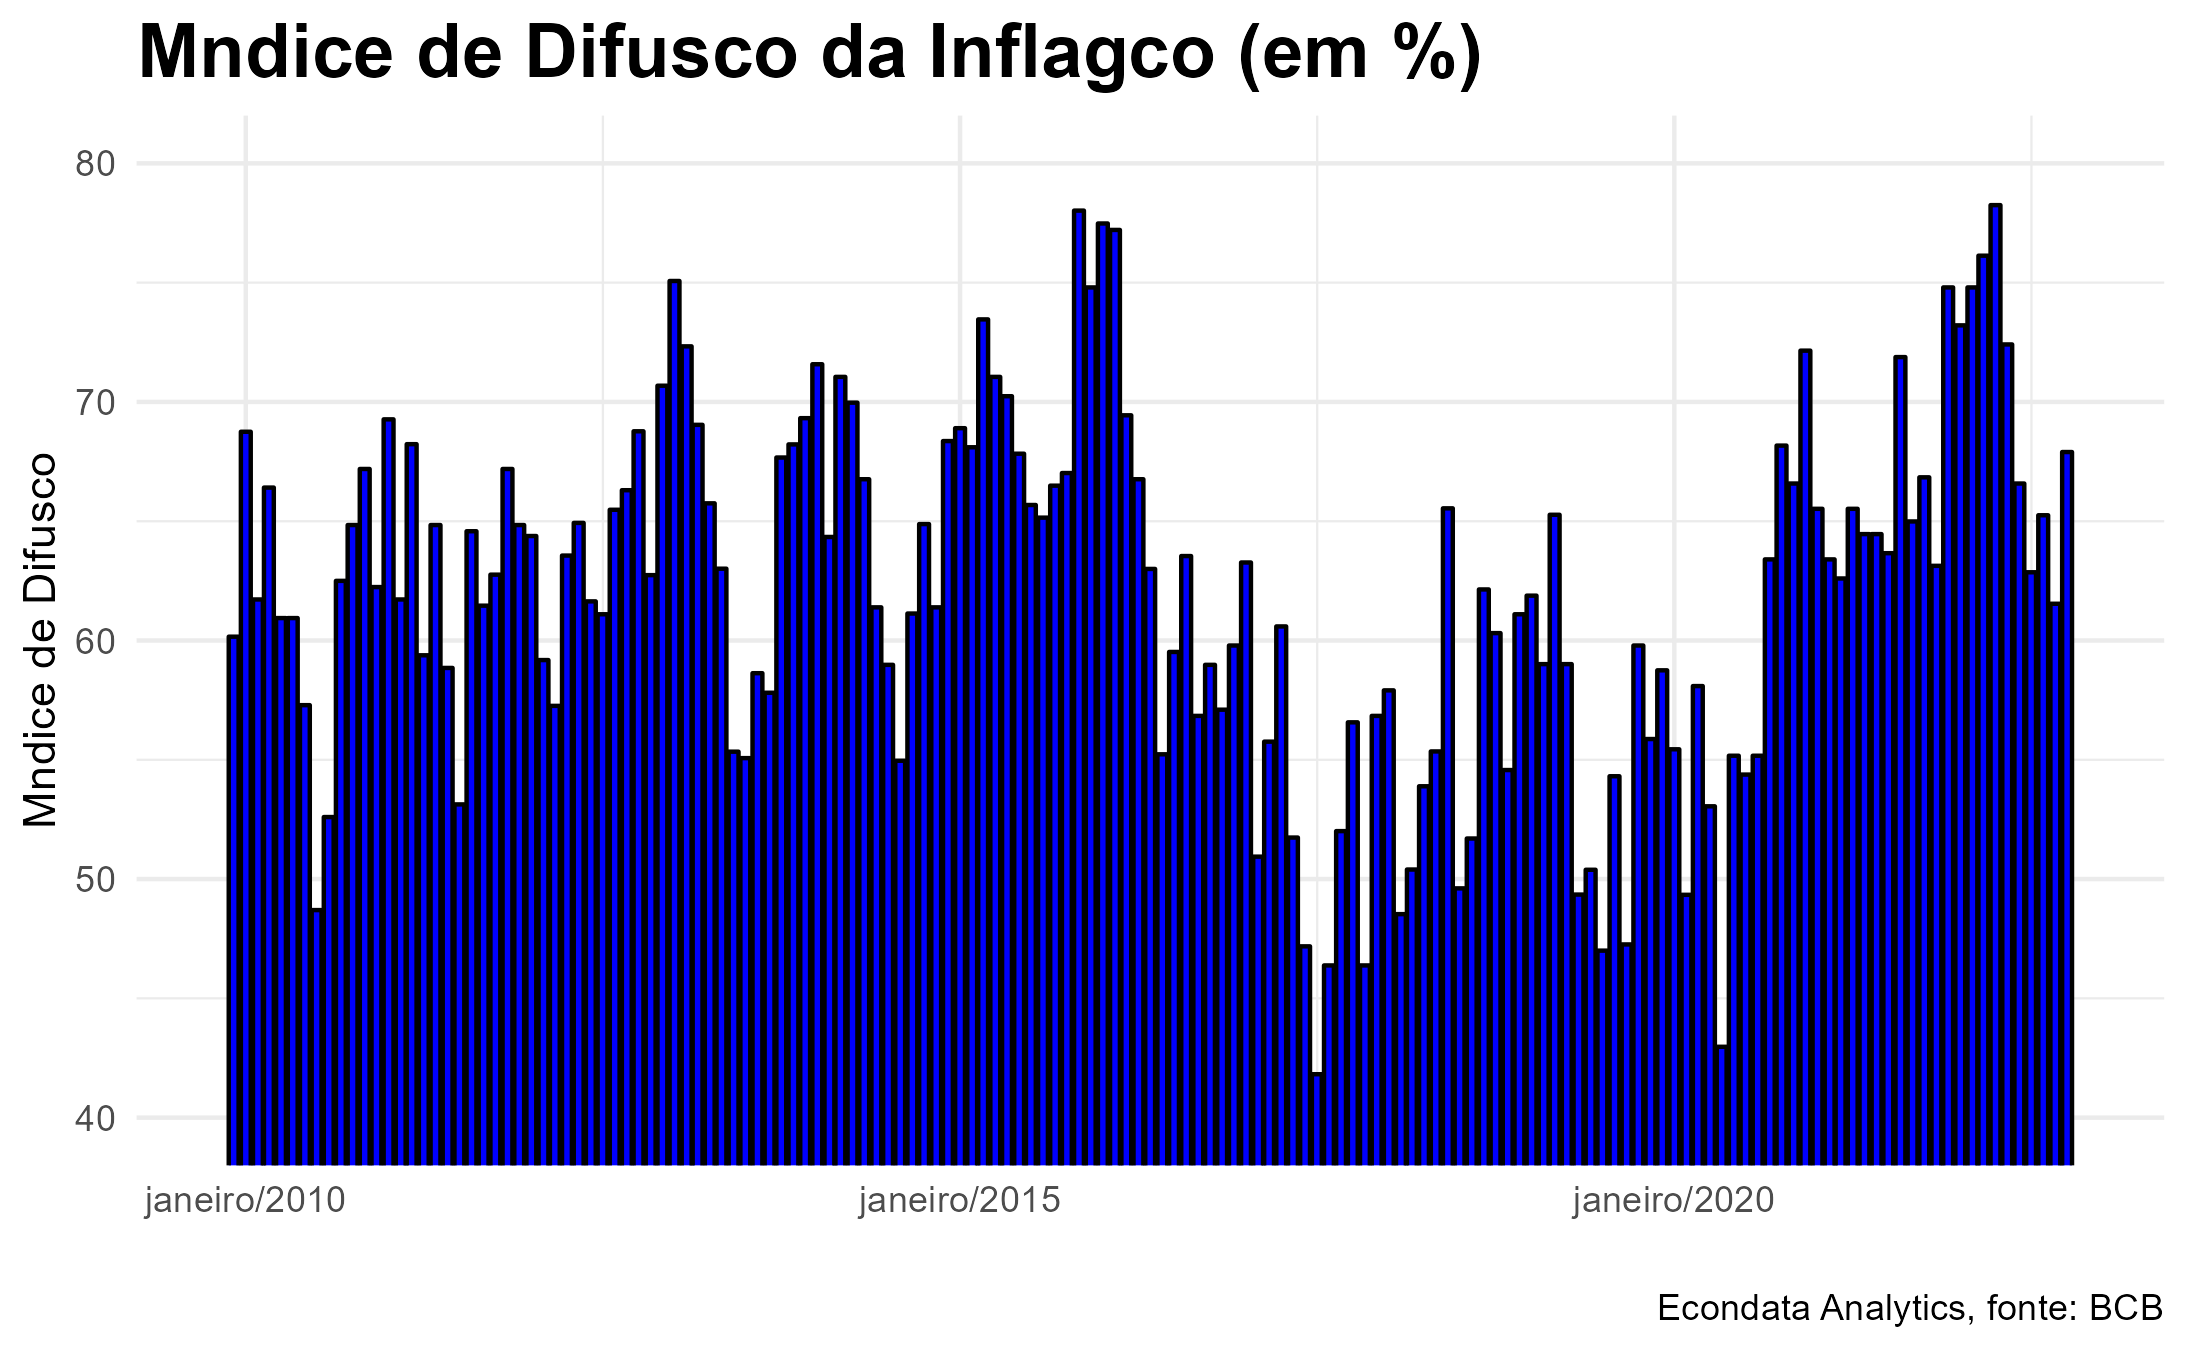 Mndice de Difusco da Inflagco (em %)
Mndice de Difusco
80
70
60
50
40
janeiro/2010
janeiro/2015
janeiro/2020
Econdata Analytics, fonte: BCB